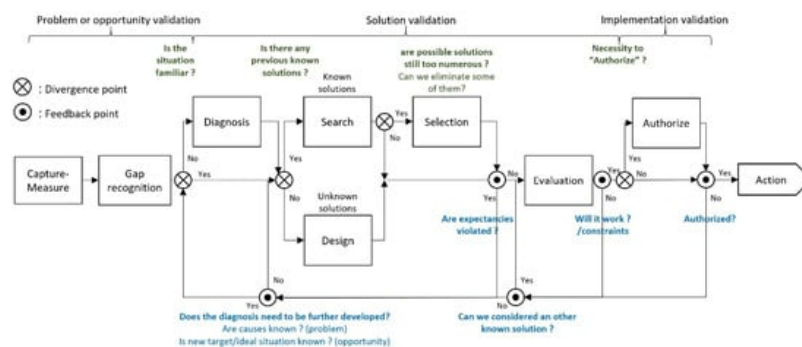 Problem or opportunity validation
Solution validation
Implementation validation
Is the
situation
familiar ?
Is there any
previous known
solutions ?
are possible solutions
still too numerous ?
Can we eliminate some
of them?
Necessity to
"Authorize" ?
: Divergence point
: Feedback point
Known
solutions
Diagnosis
Search
Yes
No
Selection
Authorize
No
Yes
Yes
Capture-
Measure
Gap
recognition
Yes
No
No
Yes
Evaluation
Yes
No
Yes
Action
Unknown
solutions
Design
Are expectancies
violated ?
Will it work ?
/constraints
No
Authorized?
No
No
Yes
Yes
No
Does the diagnosis need to be further developed?
Are causes known ? (problem)
Is new target/ideal situation known ? (opportunity)
Can we considered an other
known solution ?